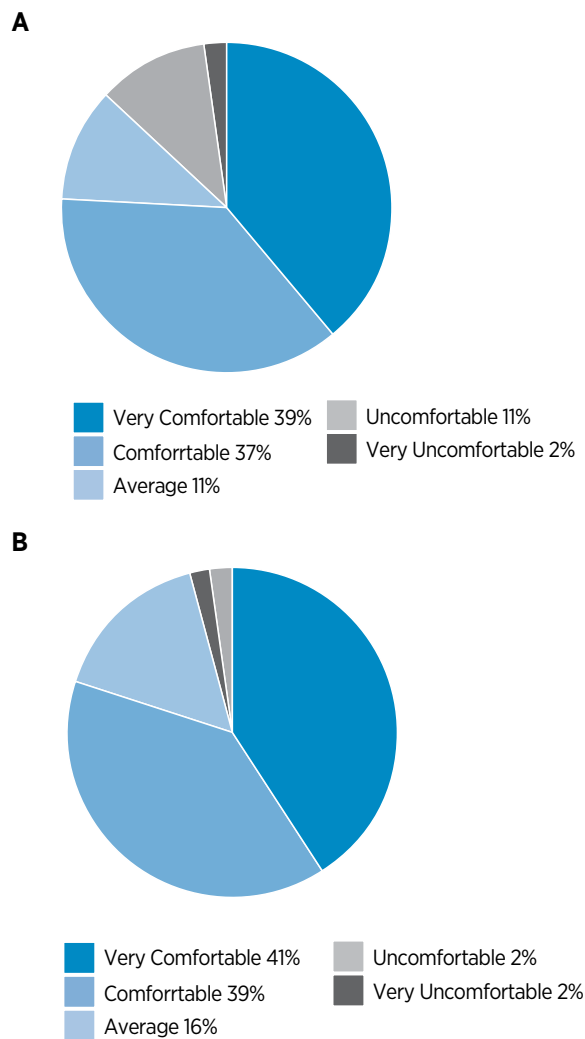 A
Very Comfortable 39%
Comforrtable 37%
Average 11%
Uncomfortable 11%
Very Uncomfortable 2%
B
Very Comfortable 41%
Comforrtable 39%
Average 16%
Uncomfortable 2%
Very Uncomfortable 2%